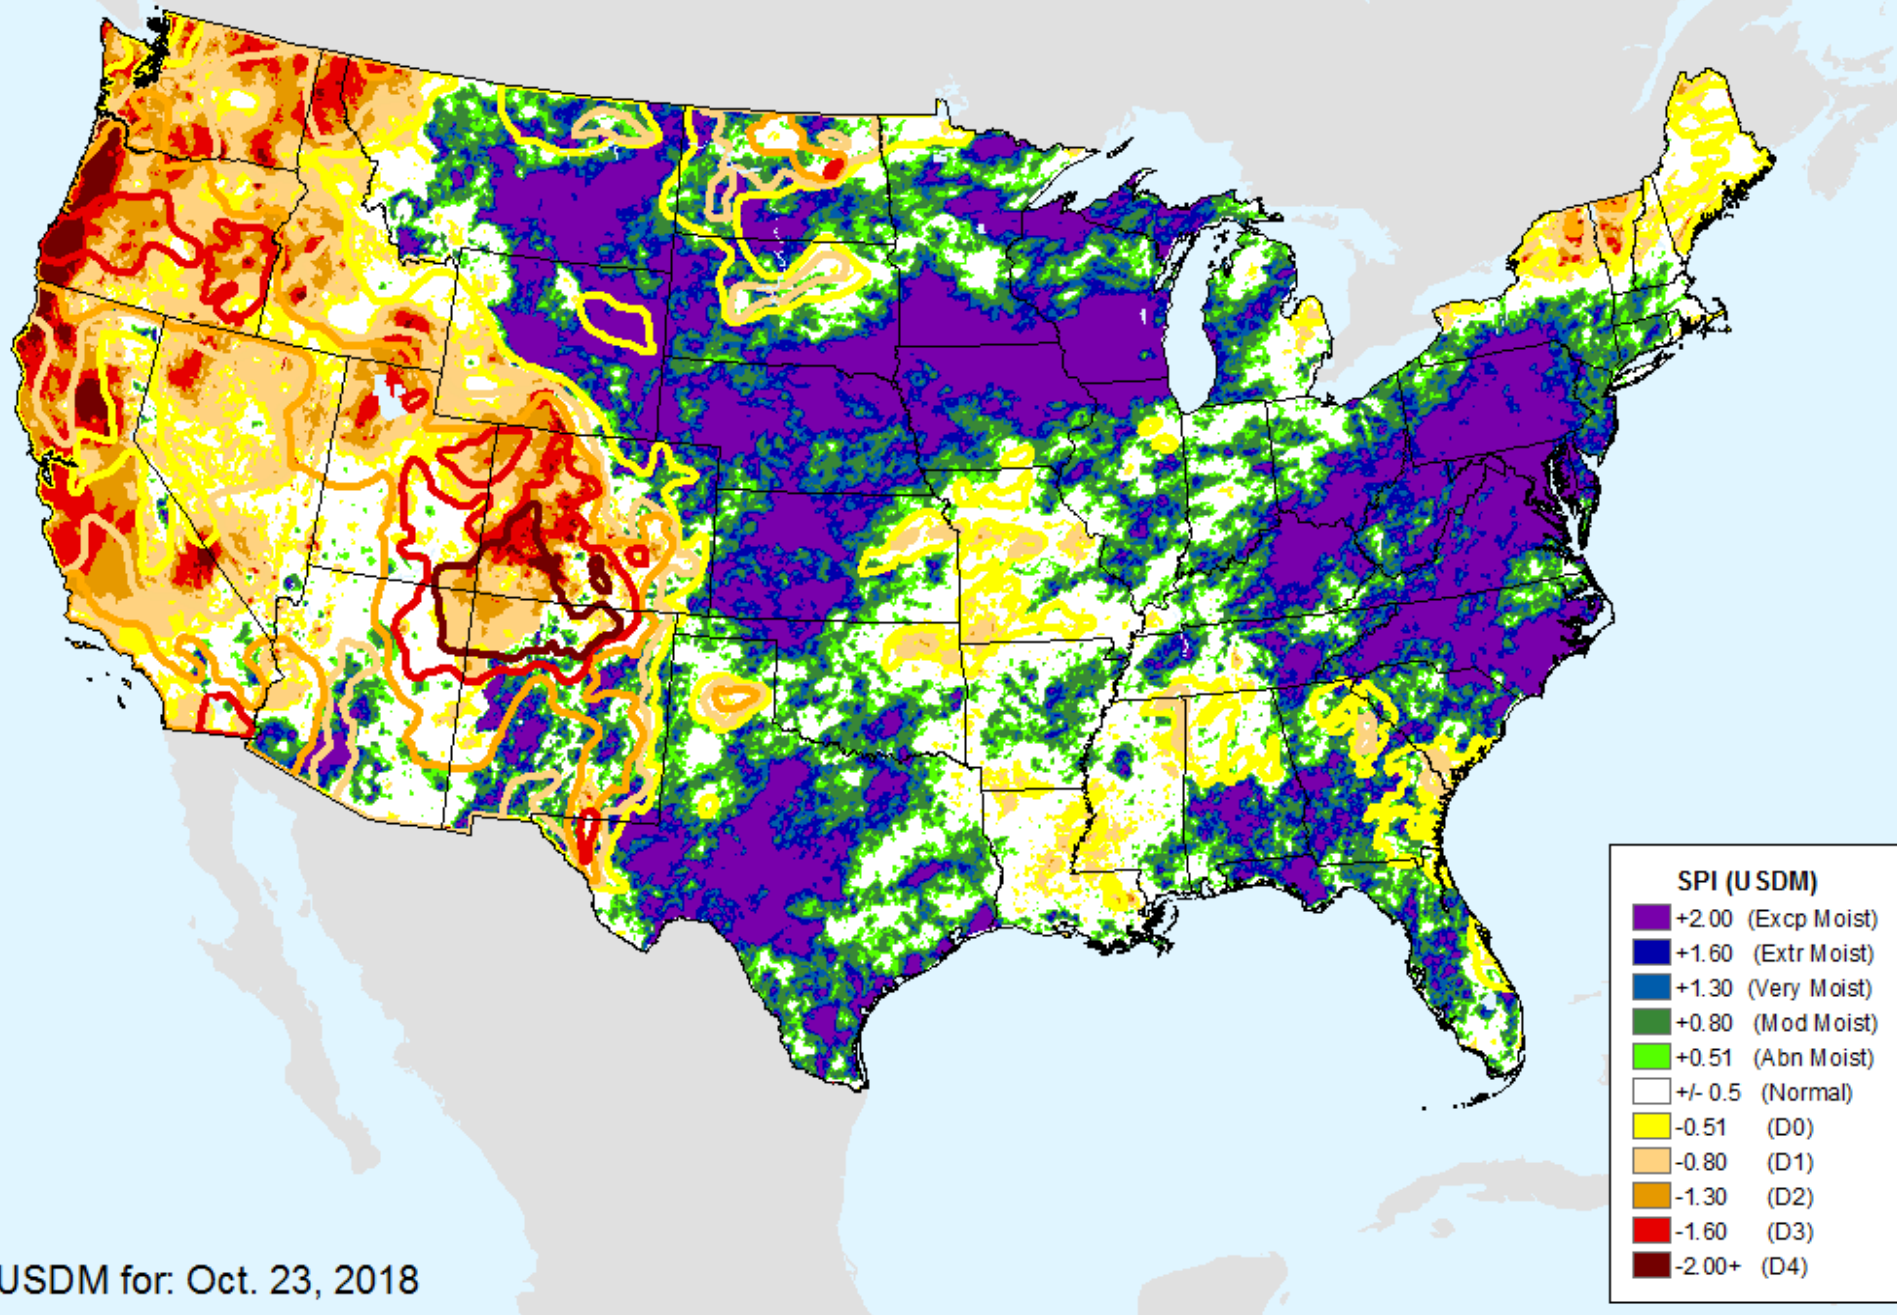 SPI (USDM)
+2.00 (Excp Moist)
+1.60 (Extr Moist)
+1.30 (Very Moist)
+0.80 (Mod Moist)
+0.51 (Abn Moist)
+/- 0.5 (Normal)
-0.51 (D0)
-0.80 (D1)
-1.30 (D2)
-1.60 (D3)
-2.00+ (D4)
USDM for: Oct. 23, 2018